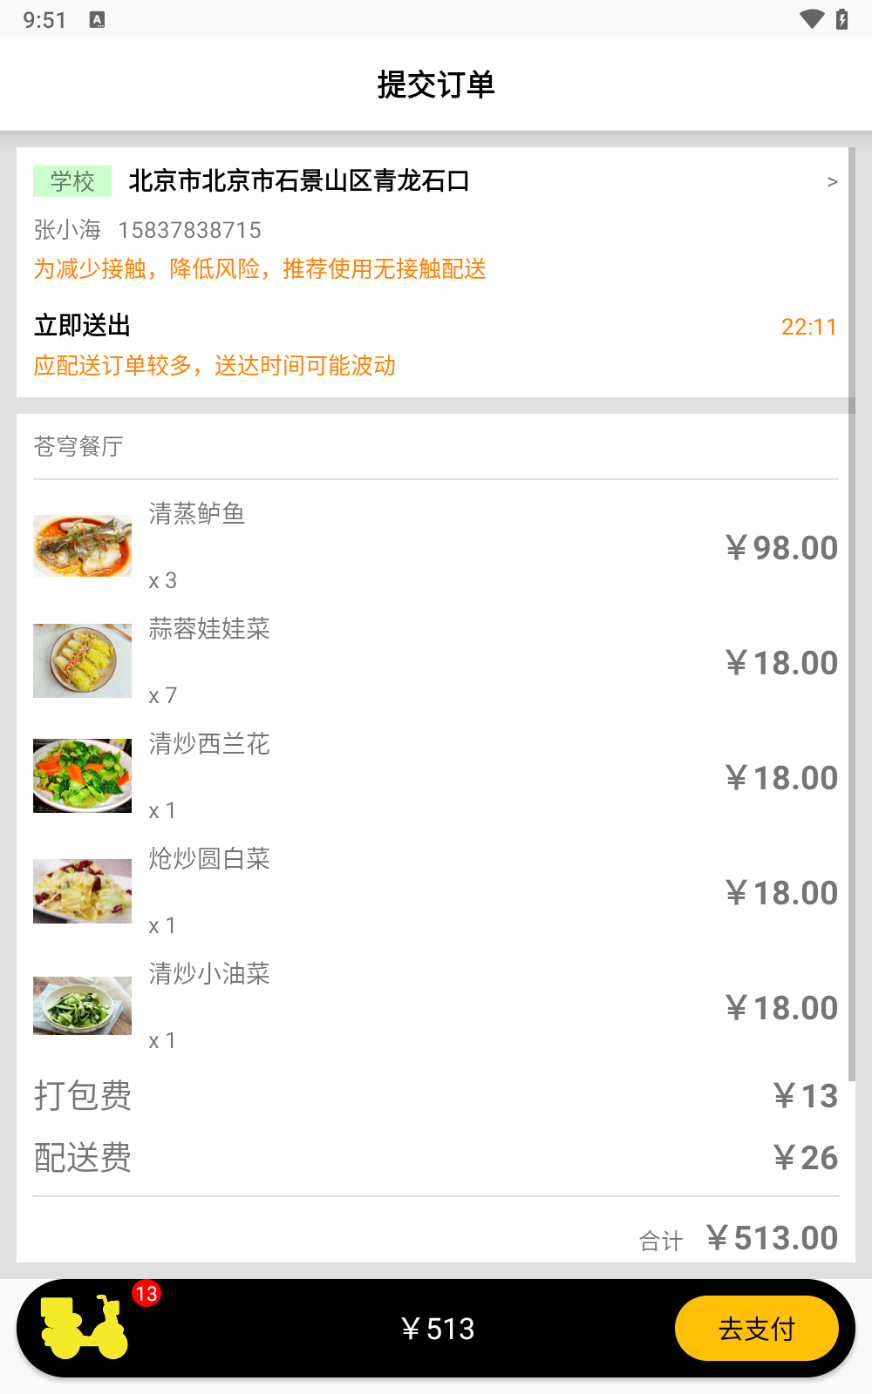 9:51
A
提交订单
学校 北京市北京市石景山区青龙石口 >
张小海 15837838715
为减少接触，降低风险，推荐使用无接触配送
立即送出 22:11
应配送订单较多，送达时间可能波动
苍穹餐厅
清蒸鲈鱼
x 3
￥98.00
蒜蓉娃娃菜
x 7
￥18.00
清炒西兰花
x 1
￥18.00
炝炒圆白菜
x 1
￥18.00
清炒小油菜
x 1
￥18.00
打包费 ￥13
配送费 ￥26
合计 ￥513.00
13
￥513
去支付